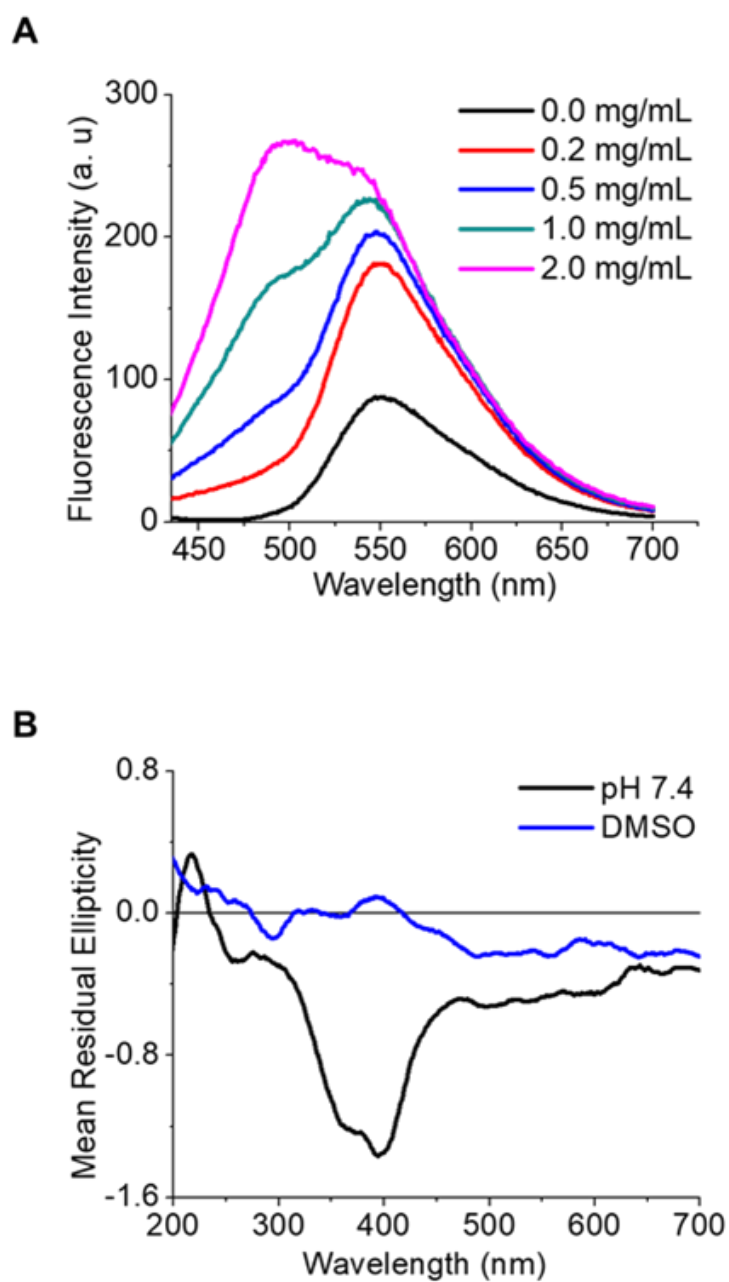 A
300
200
100
0
Fluorescence Intensity (a. u)
0.0 mg/mL
0.2 mg/mL
0.5 mg/mL
1.0 mg/mL
2.0 mg/mL
450 500 550 600 650 700
Wavelength (nm)
B
0.8
0.0
-0.8
-1.6
Mean Residual Ellipticity
pH 7.4
DMSO
200 300 400 500 600 700
Wavelength (nm)